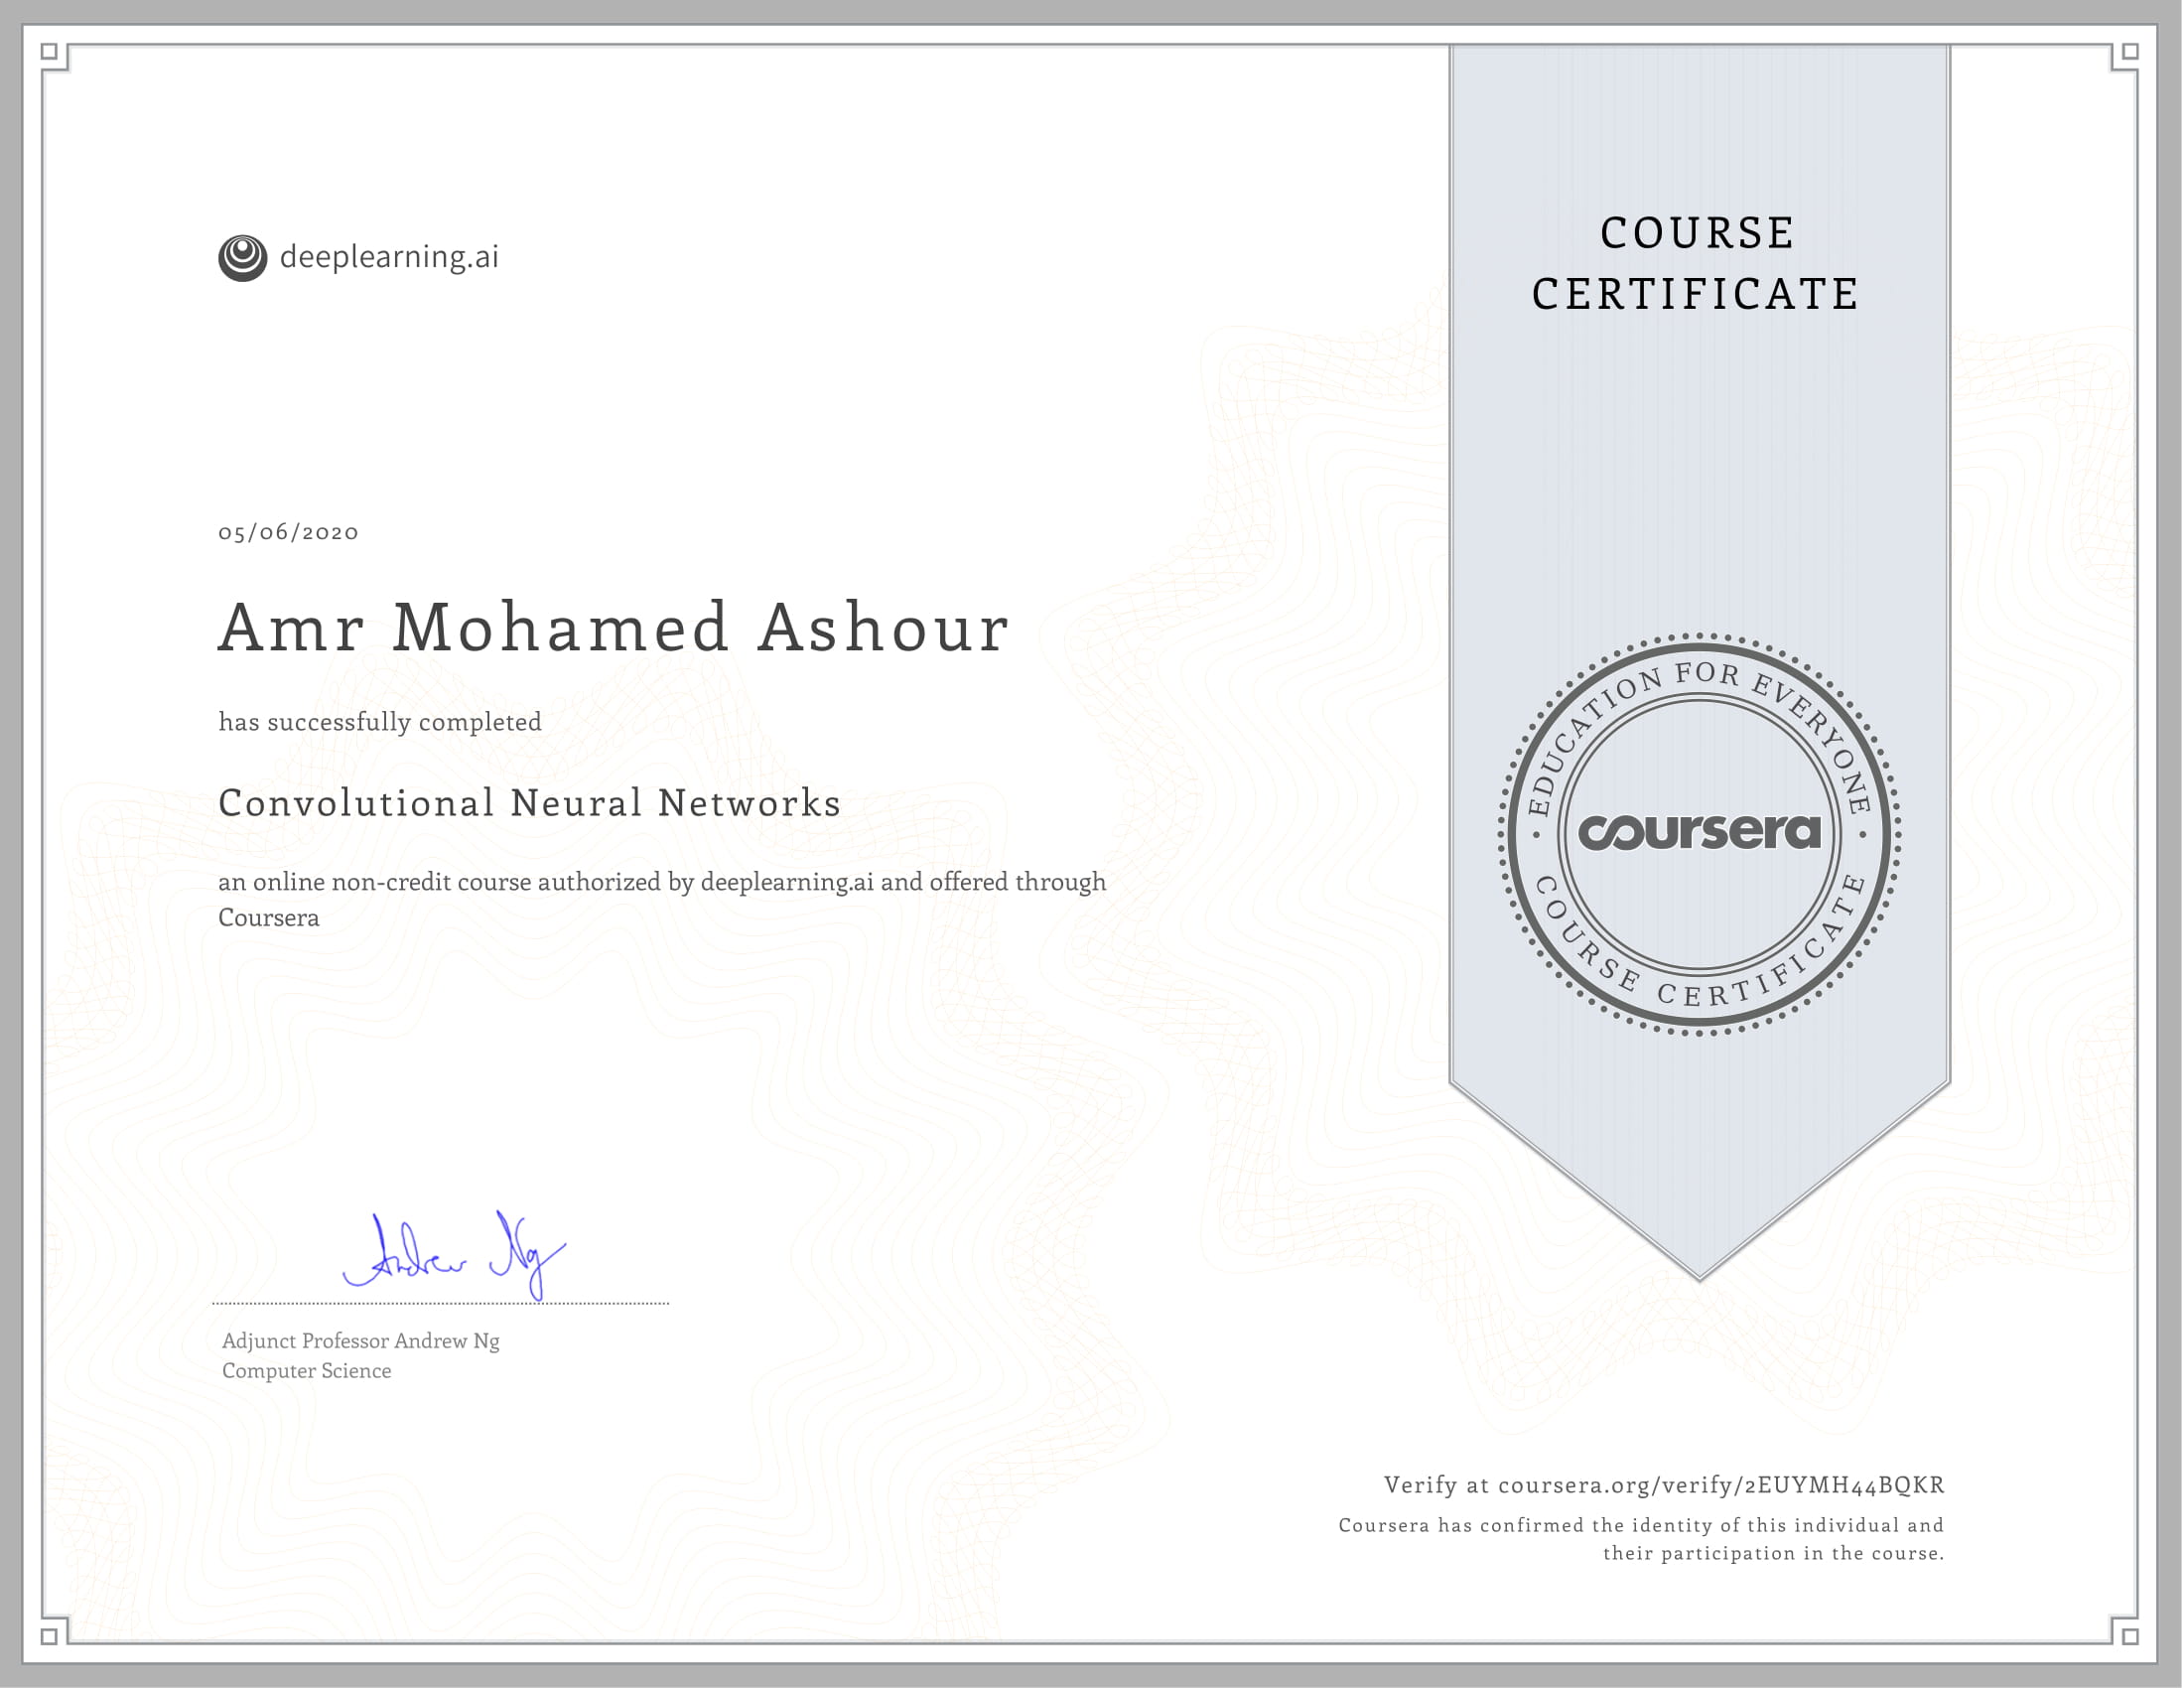 deeplearning.ai
COURSE
CERTIFICATE
05/06/2020
Amr Mohamed Ashour
has successfully completed
Convolutional Neural Networks
an online non-credit course authorized by deeplearning.ai and offered through
Coursera
EDUCATION FOR EVERYONE
coursera
COURSE CERTIFICATE
Andrew Ng
Adjunct Professor Andrew Ng
Computer Science
Verify at coursera.org/verify/2EUYMH44BQKR
Coursera has confirmed the identity of this individual and
their participation in the course.